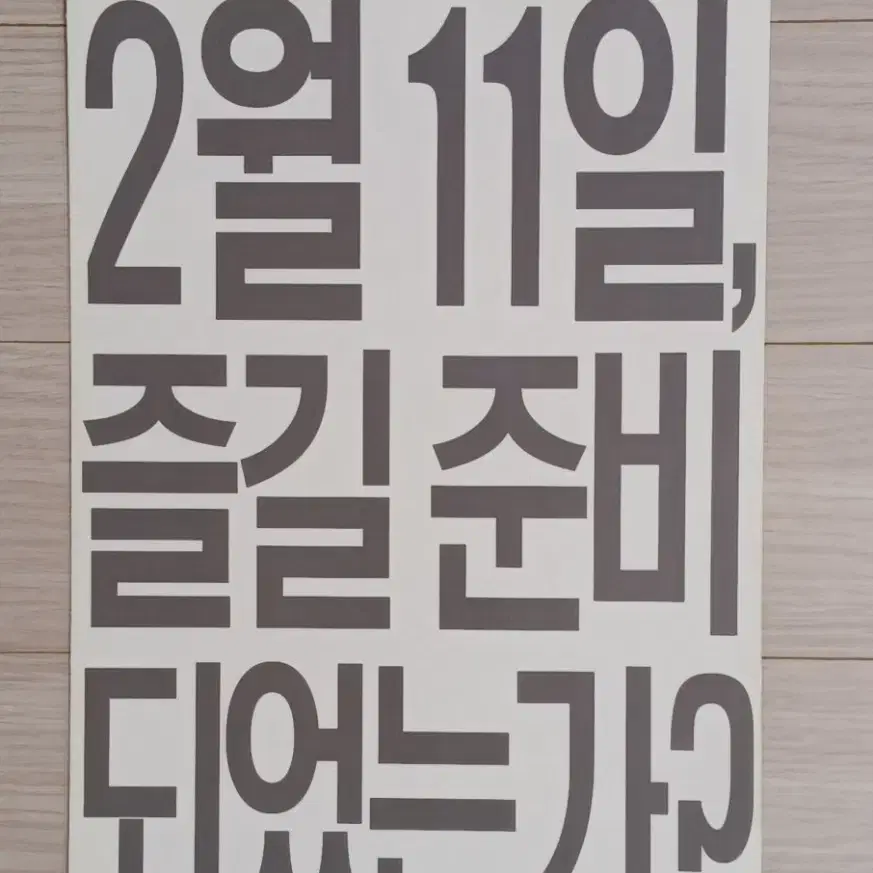 2월 11일,
즐길 준비
되었는가?